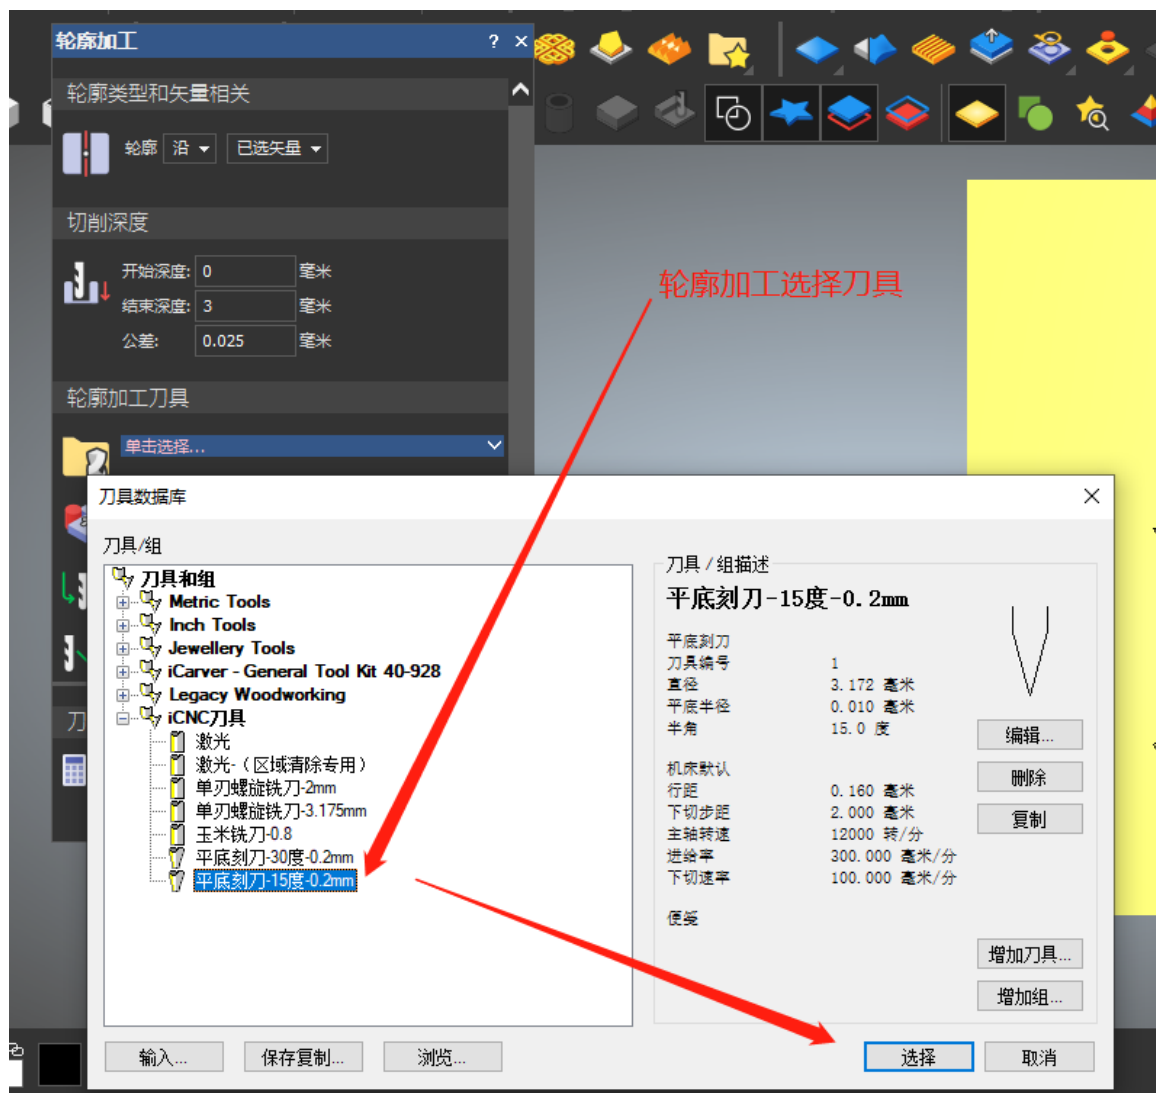 轮廓加工 ? ×
轮廓类型和矢量相关
轮廓 沿 已选矢量
切削深度
开始深度: 0 毫米
结束深度: 3 毫米
公差: 0.025 毫米
轮廓加工选择刀具
轮廓加工刀具
单击选择...
刀
刀具数据库
刀具/组
刀具和组
Metric Tools
Inch Tools
Jewellery Tools
iCarver - General Tool Kit 40-928
Legacy Woodworking
iCNC刀具
激光
激光-（区域清除专用）
单刃螺旋铣刀-2mm
单刃螺旋铣刀-3.175mm
玉米铣刀-0.8
平底刻刀-30度-0.2mm
平底刻刀-15度-0.2mm
刀具 / 组描述
平底刻刀-15度-0.2mm
平底刻刀
刀具编号 1
直径 3.172 毫米
平底半径 0.010 毫米
半角 15.0 度
机床默认
行距 0.160 毫米
下切步距 2.000 毫米
主轴转速 12000 转/分
进给率 300.000 毫米/分
下切速率 100.000 毫米/分
便笺
编辑...
删除
复制
增加刀具...
增加组...
输入... 保存复制... 浏览... 选择 取消